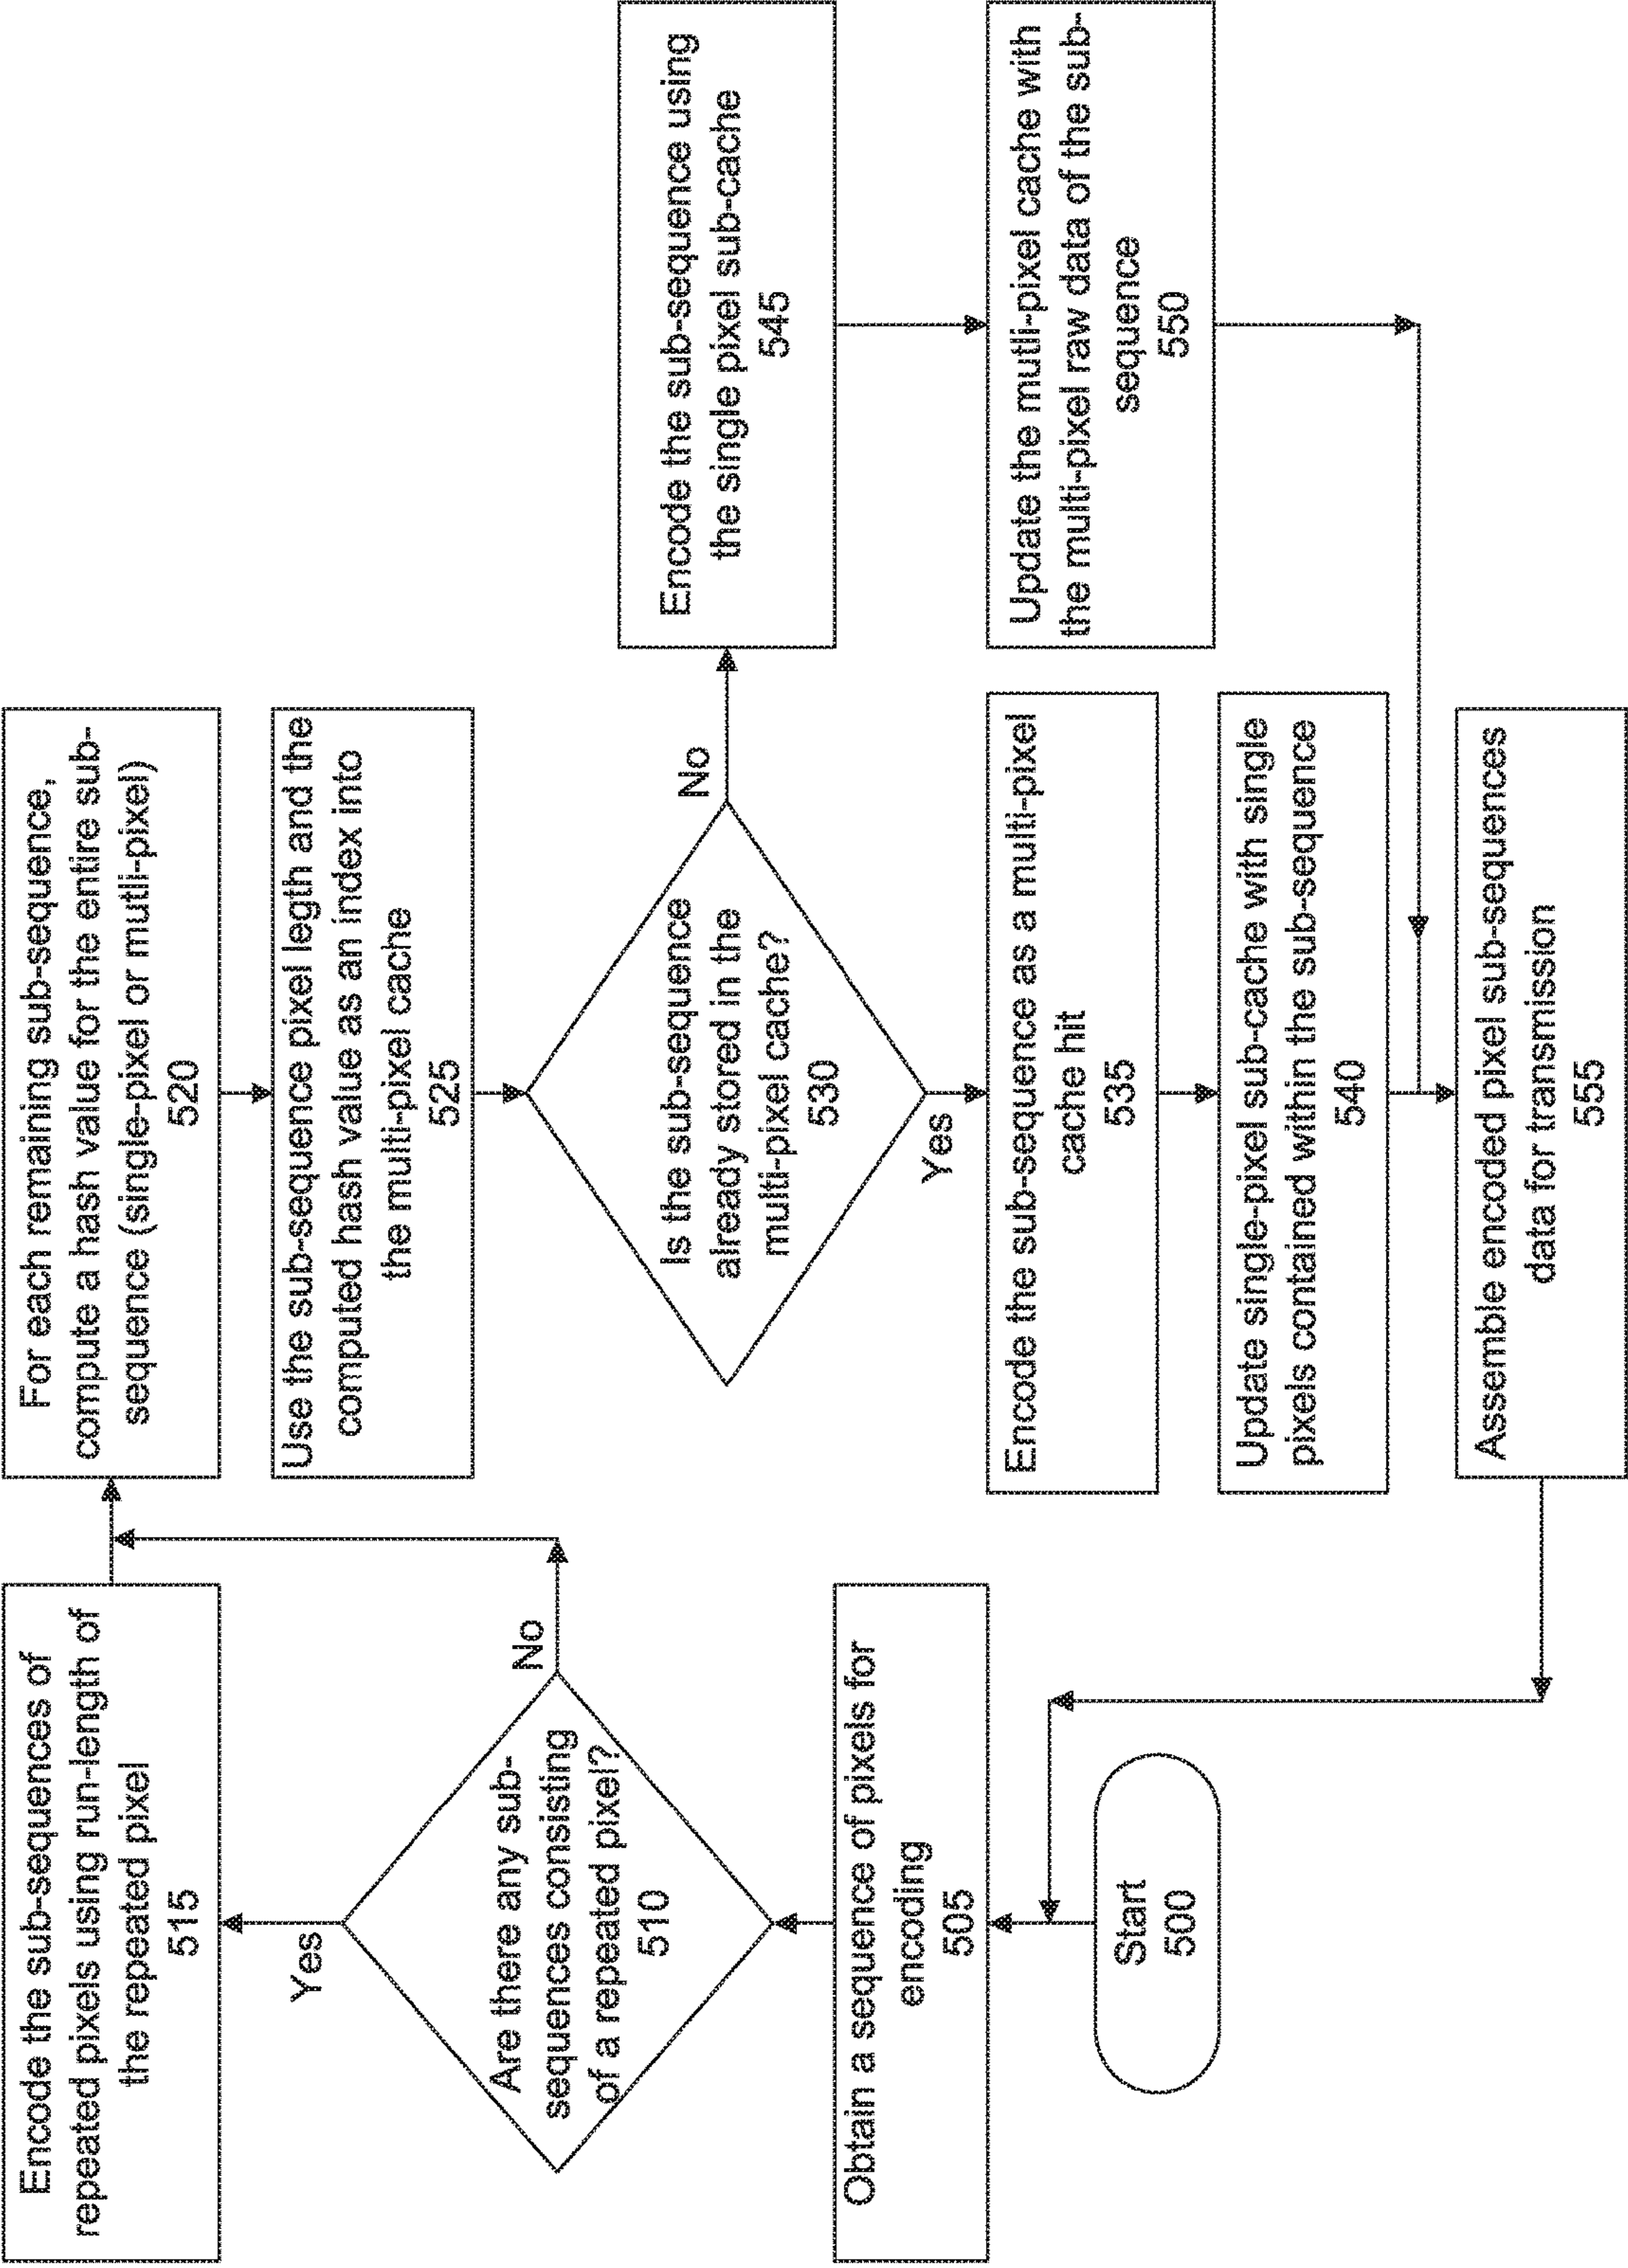 Start
500
Obtain a sequence of pixels for
encoding
505
Are there any sub-
sequences consisting
of a repeated pixel?
510
Yes
No
Encode the sub-sequences of
repeated pixels using run-length of
the repeated pixel
515
For each remaining sub-sequence,
compute a hash value for the entire sub-
sequence (single-pixel or mutli-pixel)
520
Use the sub-sequence pixel legth and the
computed hash value as an index into
the multi-pixel cache
525
Is the sub-sequence
already stored in the
multi-pixel cache?
530
No
Yes
Encode the sub-sequence as a multi-pixel
cache hit
535
Update single-pixel sub-cache with single
pixels contained within the sub-sequence
540
Encode the sub-sequence using
the single pixel sub-cache
545
Update the mutli-pixel cache with
the multi-pixel raw data of the sub-
sequence
550
Assemble encoded pixel sub-sequences
data for transmission
555